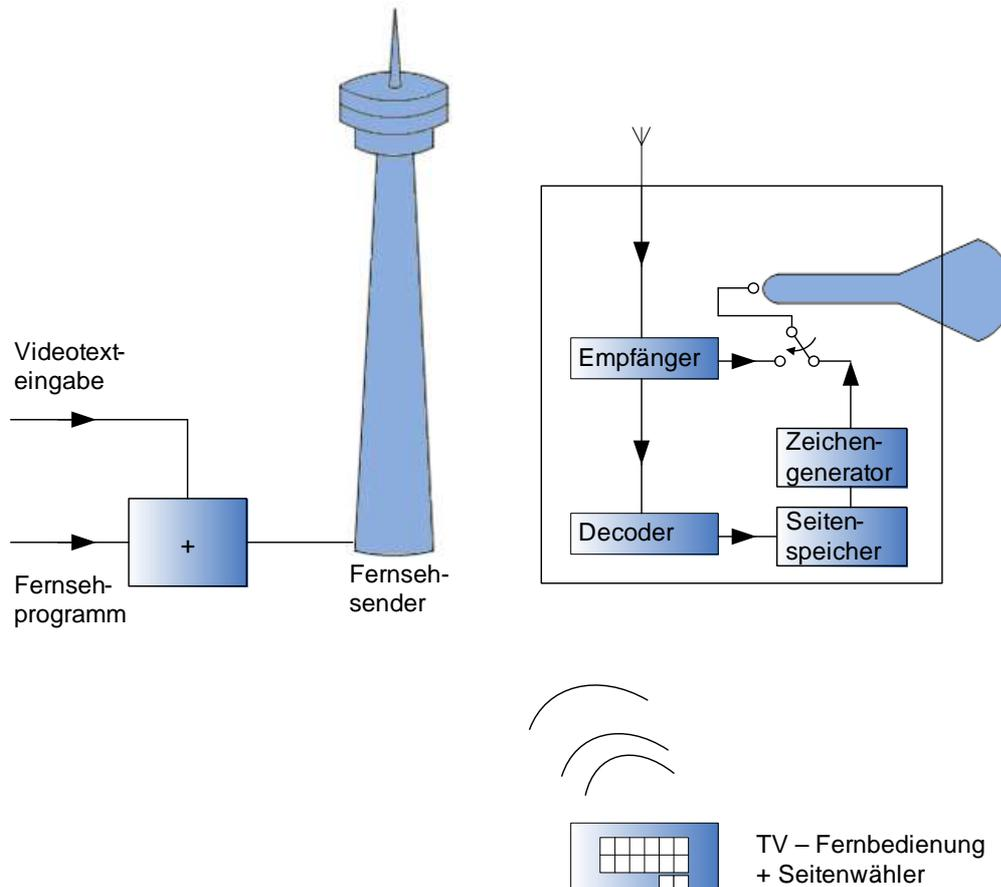 Videotext-
eingabe
+
Fernseh-
programm
Fernseh-
sender
Empfänger
Zeichen-
generator
Decoder
Seiten-
speicher
TV – Fernbedienung
+ Seitenwähler